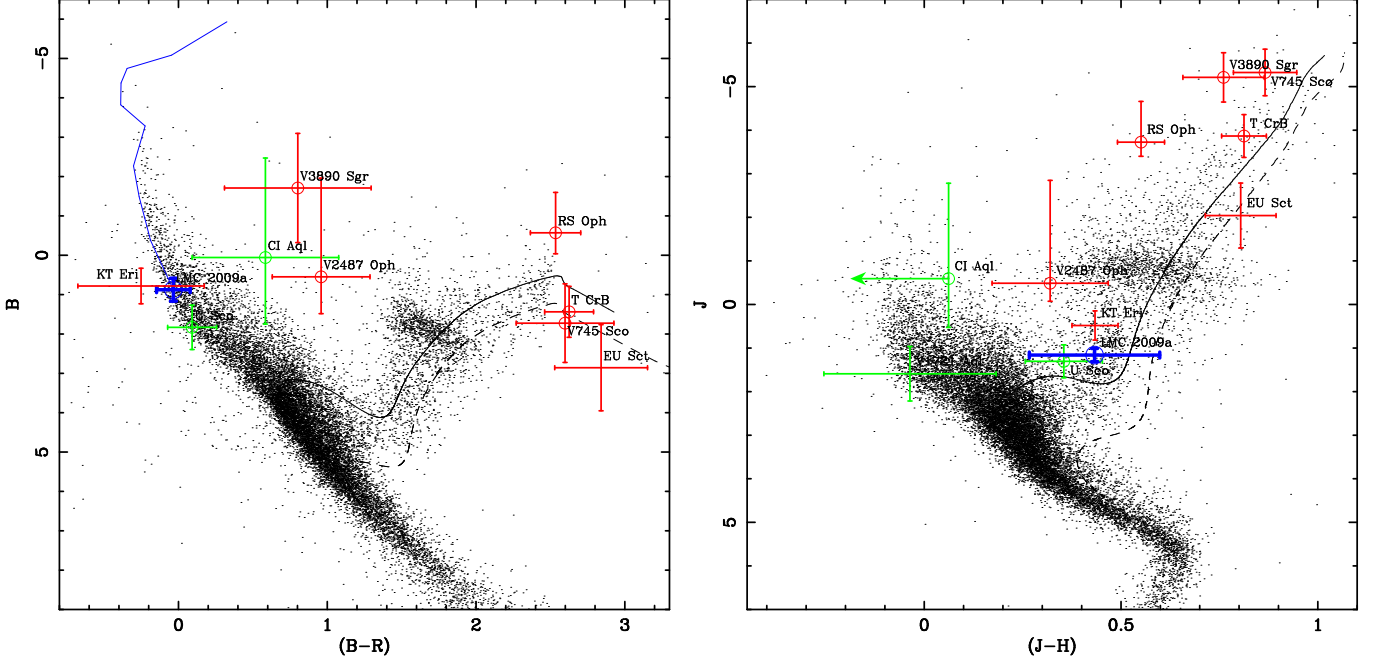 -5
0
5
B
0
1
2
3
(B-R)
V3890 Sgr
RS Oph
CI Aql
V2487 Oph
KT Eri
LMC 2009a
T CrB
V745 Sco
EU Sct
-5
0
5
J
0
0.5
1
(J-H)
V3890 Sgr
V745 Sco
RS Oph
T CrB
EU Sct
CI Aql
V2487 Oph
KT Eri
LMC 2009a
U Sco